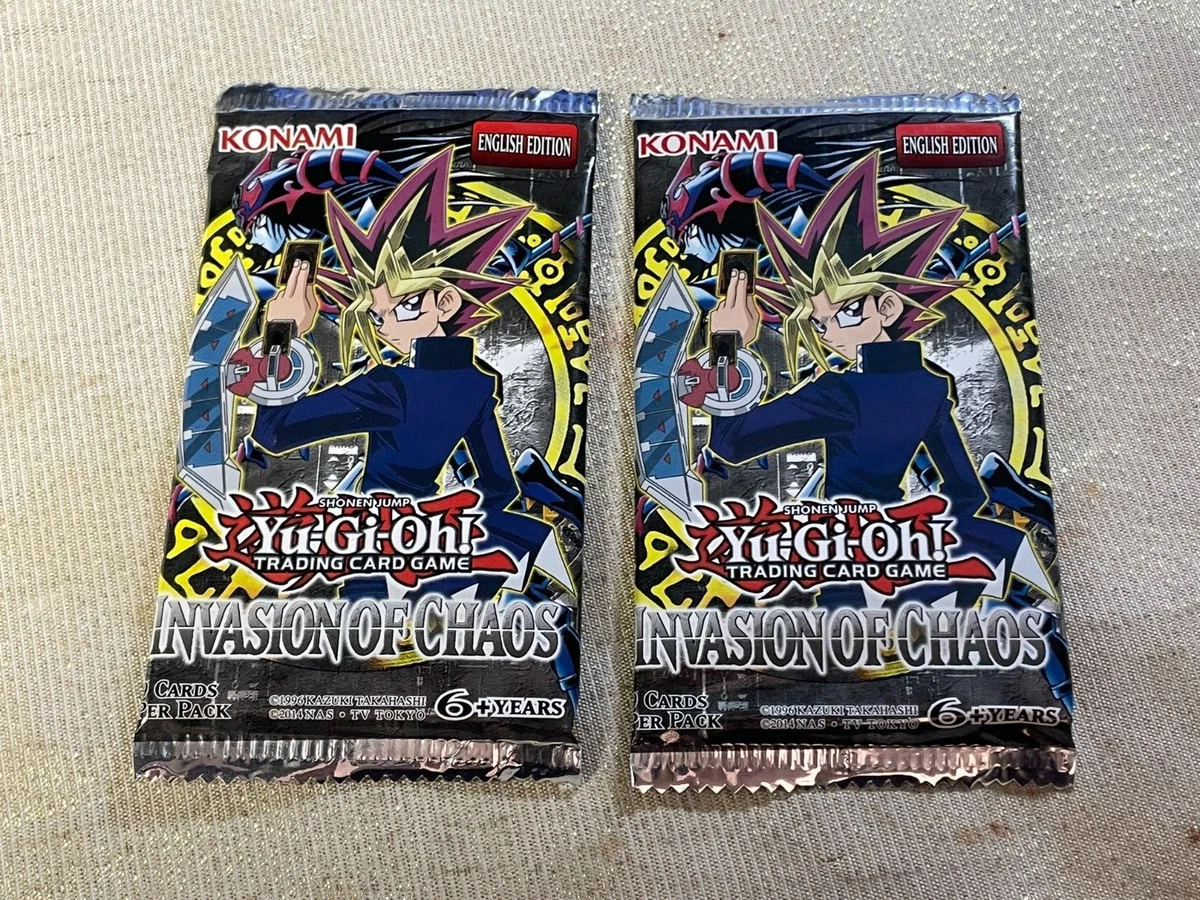 KONAMI
ENGLISH EDITION
SHONEN JUMP
Yu-Gi-Oh!
TRADING CARD GAME
INVASION OF CHAOS
CARDS
PER PACK
©1996 KAZUKI TAKAHASHI
©2014 NAS • TV TOKYO
6+YEARS
KONAMI
ENGLISH EDITION
SHONEN JUMP
Yu-Gi-Oh!
TRADING CARD GAME
INVASION OF CHAOS
CARDS
ER PACK
©1996 KAZUKI TAKAHASHI
©2014 NAS • TV TOKYO
6+YEARS